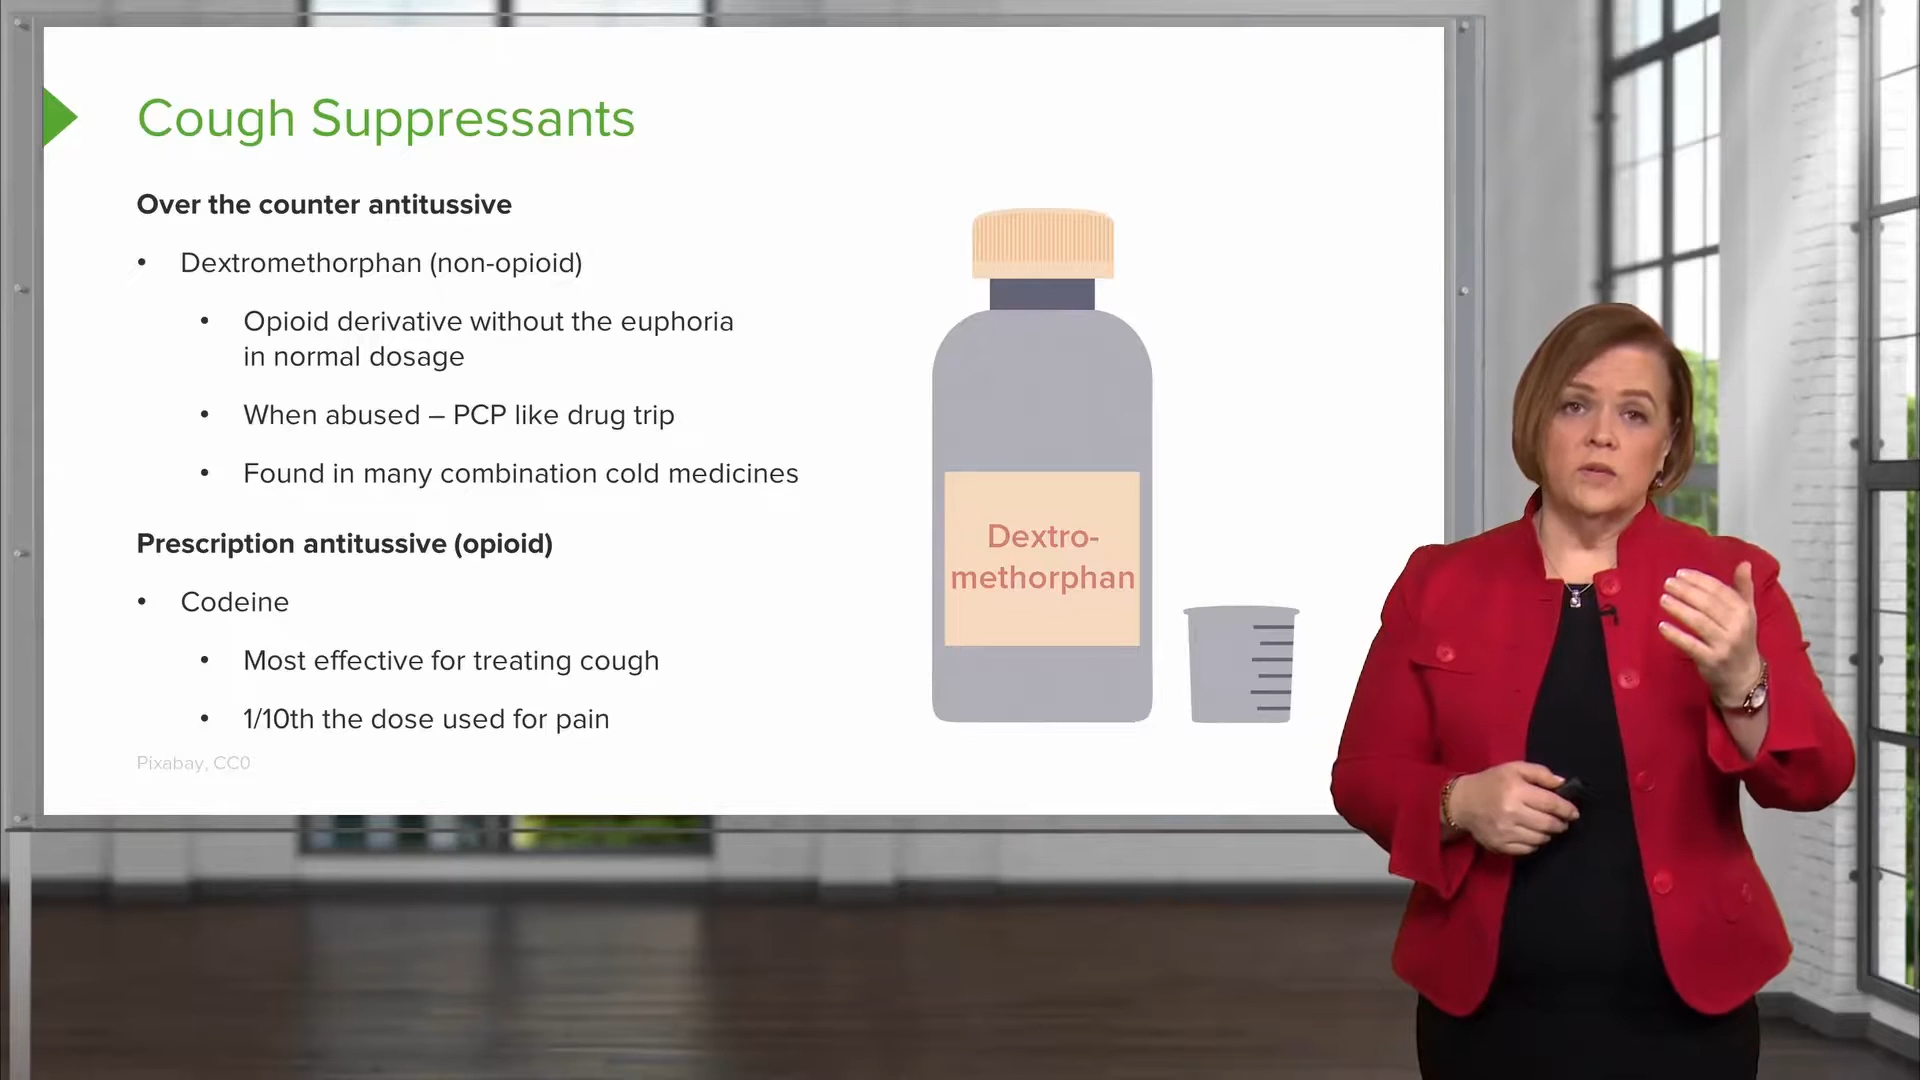 Cough Suppressants
Over the counter antitussive
• Dextromethorphan (non-opioid)
• Opioid derivative without the euphoria
in normal dosage
• When abused – PCP like drug trip
• Found in many combination cold medicines
Prescription antitussive (opioid)
• Codeine
• Most effective for treating cough
• 1/10th the dose used for pain
Pixabay, CC0
Dextro-
methorphan